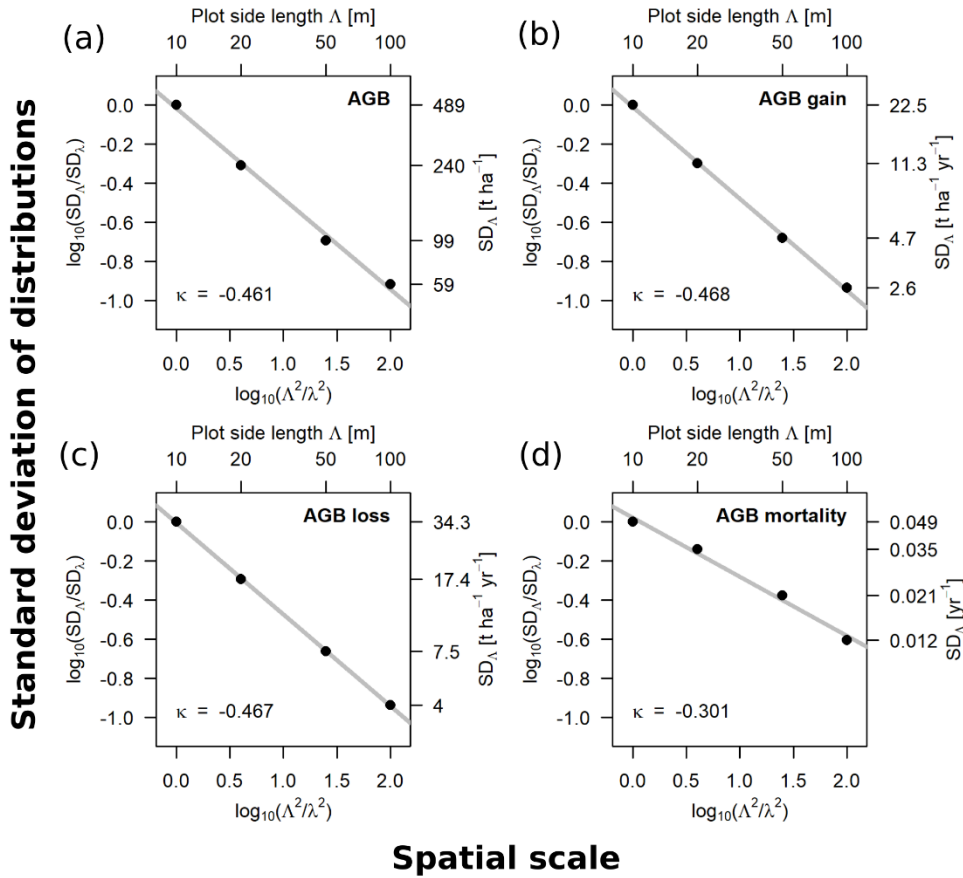 Standard deviation of distributions
(a)
Plot side length Λ [m]
10 20 50 100
AGB
log10(SDΛ/SDλ)
0.0
-0.2
-0.4
-0.6
-0.8
-1.0
489
240
99
59
SDΛ [t ha⁻¹]
κ = -0.461
0.0 0.5 1.0 1.5 2.0
log10(Λ²/λ²)
(b)
Plot side length Λ [m]
10 20 50 100
AGB gain
log10(SDΛ/SDλ)
0.0
-0.2
-0.4
-0.6
-0.8
-1.0
22.5
11.3
4.7
2.6
SDΛ [t ha⁻¹ yr⁻¹]
κ = -0.468
0.0 0.5 1.0 1.5 2.0
log10(Λ²/λ²)
(c)
Plot side length Λ [m]
10 20 50 100
AGB loss
log10(SDΛ/SDλ)
0.0
-0.2
-0.4
-0.6
-0.8
-1.0
34.3
17.4
7.5
4
SDΛ [t ha⁻¹ yr⁻¹]
κ = -0.467
0.0 0.5 1.0 1.5 2.0
log10(Λ²/λ²)
(d)
Plot side length Λ [m]
10 20 50 100
AGB mortality
log10(SDΛ/SDλ)
0.0
-0.2
-0.4
-0.6
-0.8
-1.0
0.049
0.035
0.021
0.012
SDΛ [yr⁻¹]
κ = -0.301
0.0 0.5 1.0 1.5 2.0
log10(Λ²/λ²)
Spatial scale